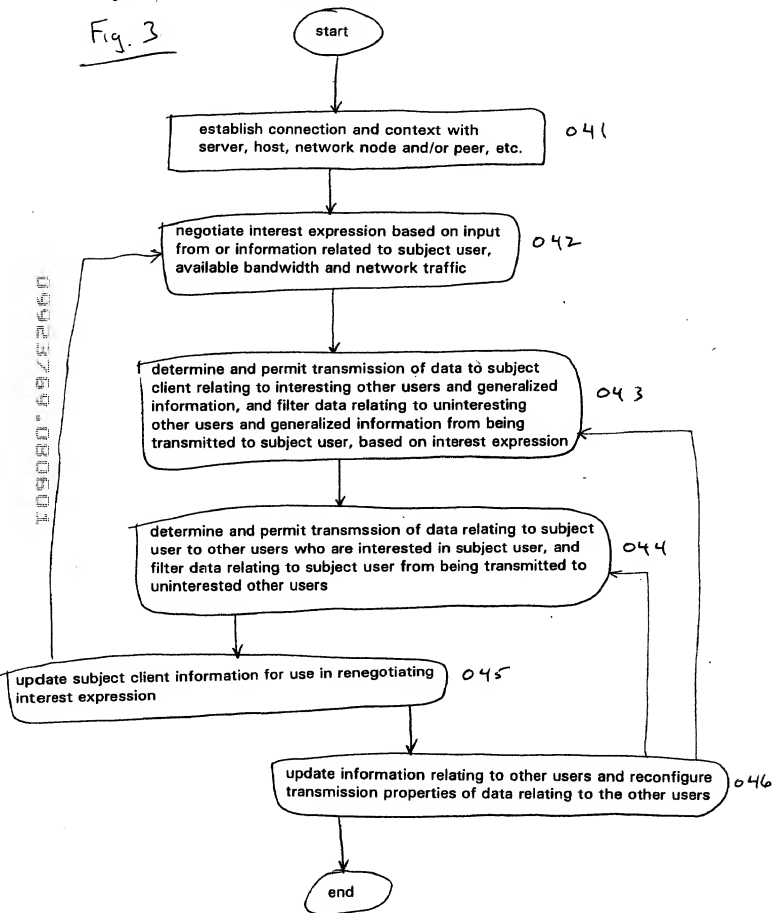 Fig. 3
start
establish connection and context with
server, host, network node and/or peer, etc.
041
negotiate interest expression based on input
from or information related to subject user,
available bandwidth and network traffic
042
determine and permit transmission of data to subject
client relating to interesting other users and generalized
information, and filter data relating to uninteresting
other users and generalized information from being
transmitted to subject user, based on interest expression
043
determine and permit transmssion of data relating to subject
user to other users who are interested in subject user, and
filter data relating to subject user from being transmitted to
uninterested other users
044
update subject client information for use in renegotiating
interest expression
045
update information relating to other users and reconfigure
transmission properties of data relating to the other users
046
end
09923769.080601